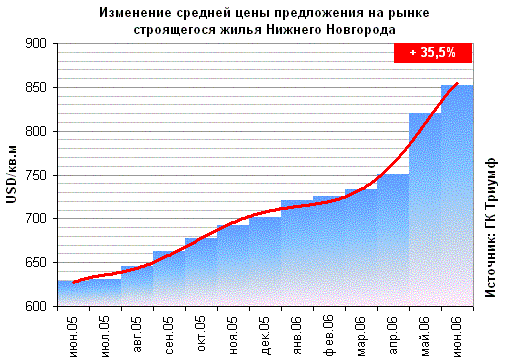 Изменение средней цены предложения на рынке
строящегося жилья Нижнего Новгорода
+ 35,5%
USD/кв.м
900
850
800
750
700
650
600
июн.05
июл.05
авг.05
сен.05
окт.05
ноя.05
дек.05
янв.06
фев.06
мар.06
апр.06
май.06
июн.06
Источник: ГК Триумф